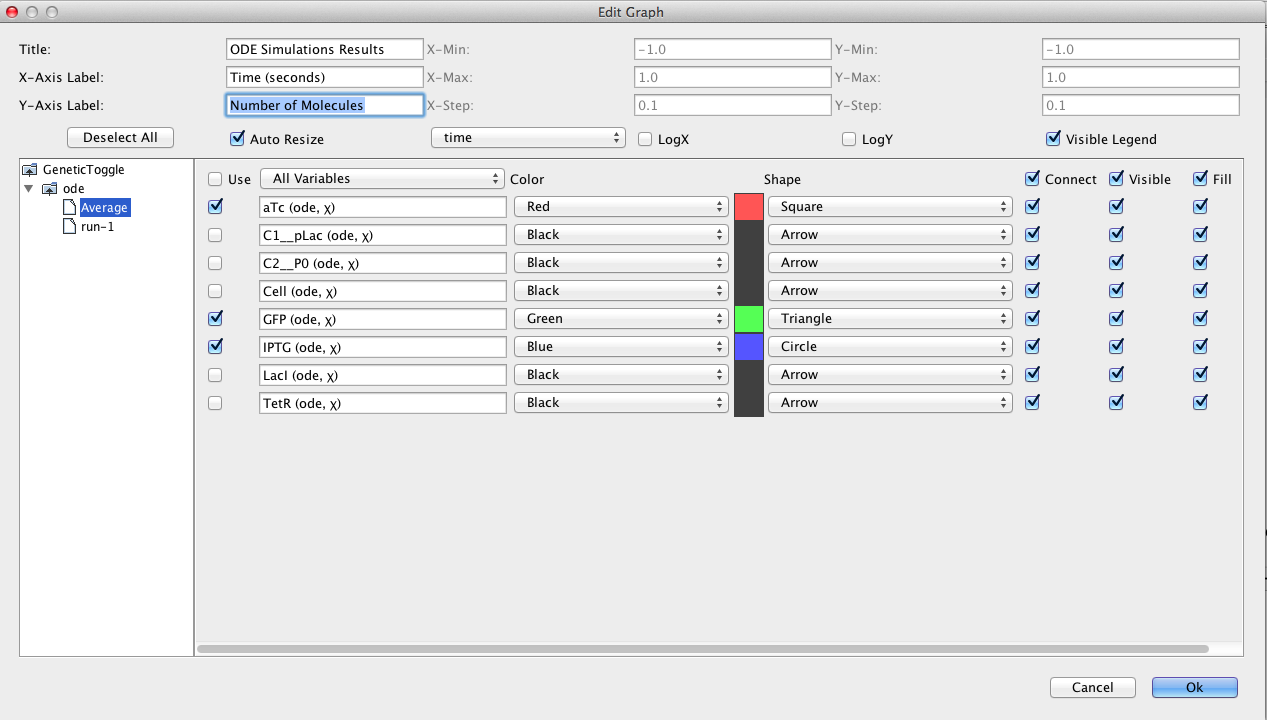 Edit Graph
Title: ODE Simulations Results X-Min: -1.0 Y-Min: -1.0
X-Axis Label: Time (seconds) X-Max: 1.0 Y-Max: 1.0
Y-Axis Label: Number of Molecules X-Step: 0.1 Y-Step: 0.1
Deselect All Auto Resize time LogX LogY Visible Legend
GeneticToggle
ode
Average
run-1
Use All Variables Color Shape Connect Visible Fill
aTc (ode, χ) Red Square
C1__pLac (ode, χ) Black Arrow
C2__P0 (ode, χ) Black Arrow
Cell (ode, χ) Black Arrow
GFP (ode, χ) Green Triangle
IPTG (ode, χ) Blue Circle
LacI (ode, χ) Black Arrow
TetR (ode, χ) Black Arrow
Cancel Ok